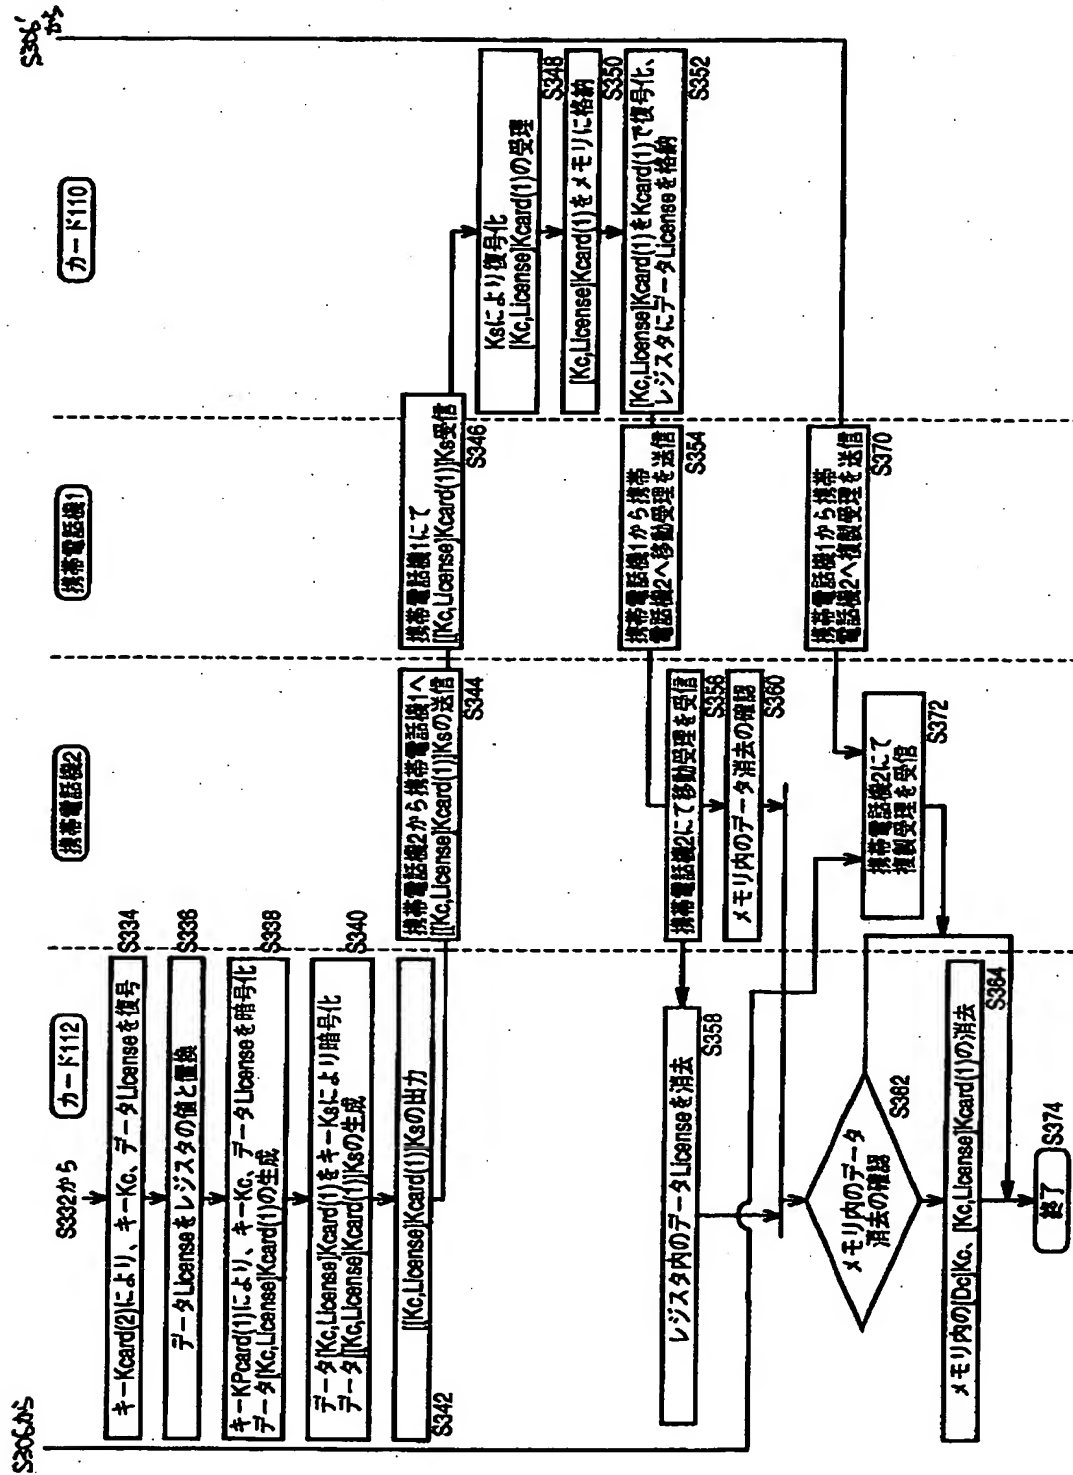 S306から
S306'から
カード112
携帯電話機2
携帯電話機1
カード110
S332から
キーKcard(2)により、キーKc、データLicenseを復号
S334
データLicenseをレジスタの値と置換
S336
キーKPcard(1)により、キーKc、データLicenseを暗号化
データ[Kc,License]Kcard(1)の生成
S338
データ[Kc,License]Kcard(1)をキーKsにより暗号化
データ[[Kc,License]Kcard(1)]Ksの生成
S340
[[Kc,License]Kcard(1)]Ksの出力
S342
携帯電話機2から携帯電話機1へ
[[Kc,License]Kcard(1)]Ksの送信
S344
携帯電話機1にて
[[Kc,License]Kcard(1)]Ks受信
S346
Ksにより復号化
[Kc,License]Kcard(1)の受理
S348
[Kc,License]Kcard(1)をメモリに格納
S350
[Kc,License]Kcard(1)をKcard(1)で復号化、
レジスタにデータLicenseを格納
S352
携帯電話機1から携帯
電話機2へ移動受理を送信
S354
携帯電話機2にて移動受理を受信
S356
レジスタ内のデータLicenseを消去
S358
メモリ内のデータ消去の確認
S360
携帯電話機1から携帯
電話機2へ複製受理を送信
S370
携帯電話機2にて
複製受理を受信
S372
メモリ内のデータ
消去の確認
S362
メモリ内の[Dc]Kc、[Kc,License]Kcard(1)の消去
S364
終了
S374